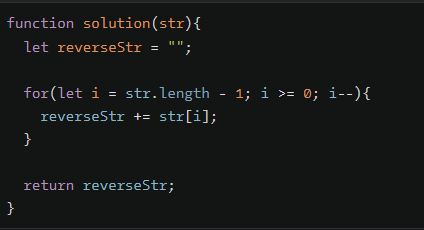 function solution(str){
  let reverseStr = "";
  for(let i = str.length - 1; i >= 0; i--){
    reverseStr += str[i];
  }
  return reverseStr;
}